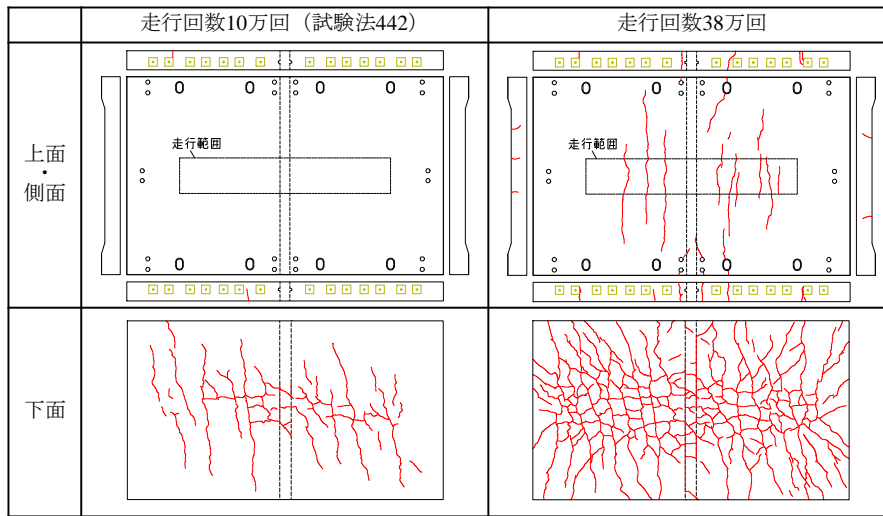 走行回数10万回（試験法442）
走行回数38万回
上面
・
側面
走行範囲
走行範囲
下面